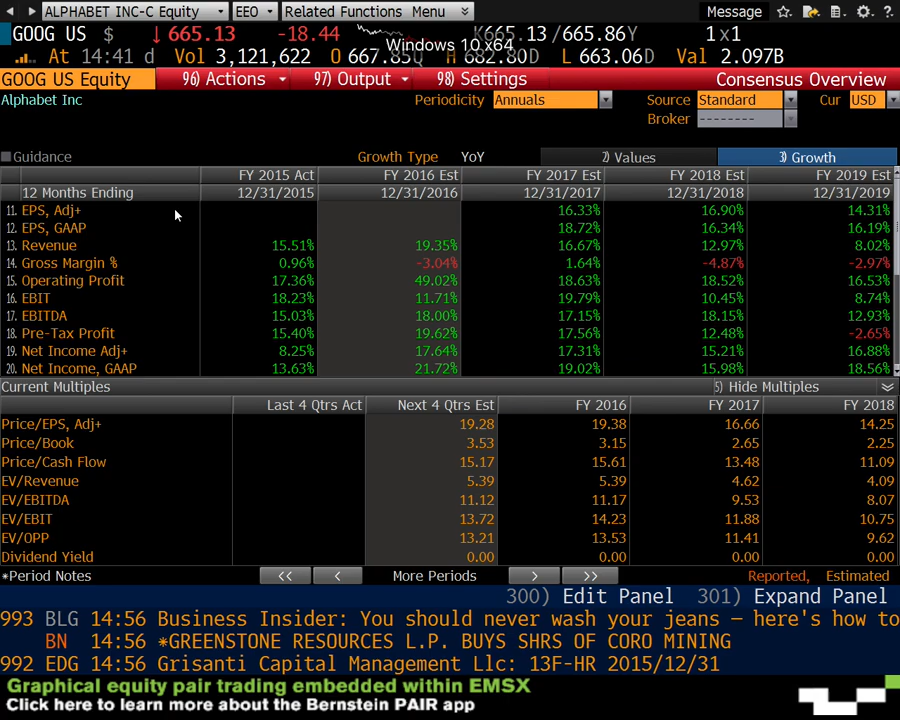 ALPHABET INC-C Equity EEO Related Functions Menu Message
GOOG US $ ↓ 665.13 -18.44 K665.13 /665.86Y 1x1
Windows 10 x64
At 14:41 d Vol 3,121,622 O 667.85Q H 682.80D L 663.06D Val 2.097B
GOOG US Equity 96) Actions 97) Output 98) Settings Consensus Overview
Alphabet Inc Periodicity Annuals Source Standard Cur USD
Broker --------
Guidance Growth Type YoY 2) Values 3) Growth
FY 2015 Act FY 2016 Est FY 2017 Est FY 2018 Est FY 2019 Est
12 Months Ending 12/31/2015 12/31/2016 12/31/2017 12/31/2018 12/31/2019
11. EPS, Adj+ 16.33% 16.90% 14.31%
12. EPS, GAAP 18.72% 16.34% 16.19%
13. Revenue 15.51% 19.35% 16.67% 12.97% 8.02%
14. Gross Margin % 0.96% -3.04% 1.64% -4.87% -2.97%
15. Operating Profit 17.36% 49.02% 18.63% 18.52% 16.53%
16. EBIT 18.23% 11.71% 19.79% 10.45% 8.74%
17. EBITDA 15.03% 18.00% 17.15% 18.15% 12.93%
18. Pre-Tax Profit 15.40% 19.62% 17.56% 12.48% -2.65%
19. Net Income Adj+ 8.25% 17.64% 17.31% 15.21% 16.88%
20. Net Income, GAAP 13.63% 21.72% 19.02% 15.98% 18.56%
Current Multiples 5) Hide Multiples
Last 4 Qtrs Act Next 4 Qtrs Est FY 2016 FY 2017 FY 2018
Price/EPS, Adj+ 19.28 19.38 16.66 14.25
Price/Book 3.53 3.15 2.65 2.25
Price/Cash Flow 15.17 15.61 13.48 11.09
EV/Revenue 5.39 5.39 4.62 4.09
EV/EBITDA 11.12 11.17 9.53 8.07
EV/EBIT 13.72 14.23 11.88 10.75
EV/OPP 13.21 13.53 11.41 9.62
Dividend Yield 0.00 0.00 0.00 0.00
*Period Notes << < More Periods > >> Reported, Estimated
300) Edit Panel 301) Expand Panel
993 BLG 14:56 Business Insider: You should never wash your jeans – here's how to
BN 14:56 *GREENSTONE RESOURCES L.P. BUYS SHRS OF CORO MINING
992 EDG 14:56 Grisanti Capital Management Llc: 13F-HR 2015/12/31
Graphical equity pair trading embedded within EMSX
Click here to learn more about the Bernstein PAIR app